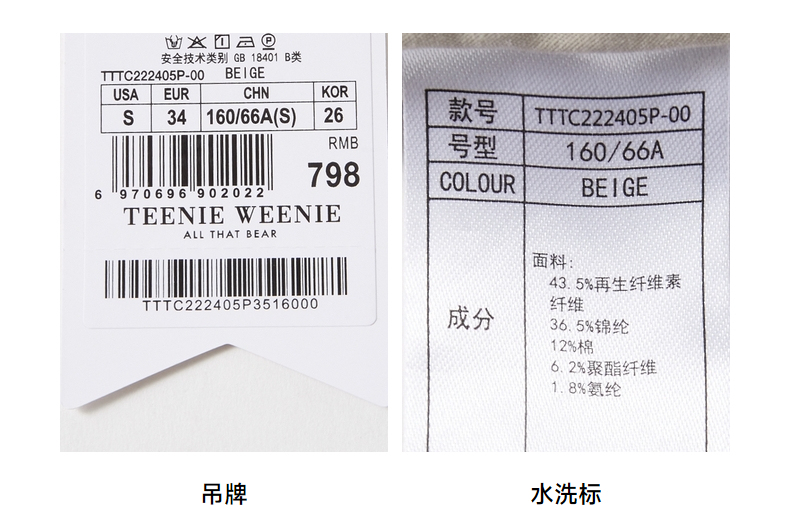 安全技术类别 GB 18401 B类
TTTC222405P-00 BEIGE
USA EUR CHN KOR
S 34 160/66A(S) 26
RMB
798
6 970696 902022
TEENIE WEENIE
ALL THAT BEAR
TTTC222405P3516000
吊牌
款号 TTTC222405P-00
号型 160/66A
COLOUR BEIGE
成分
面料:
43.5%再生纤维素
纤维
36.5%锦纶
12%棉
6.2%聚酯纤维
1.8%氨纶
水洗标